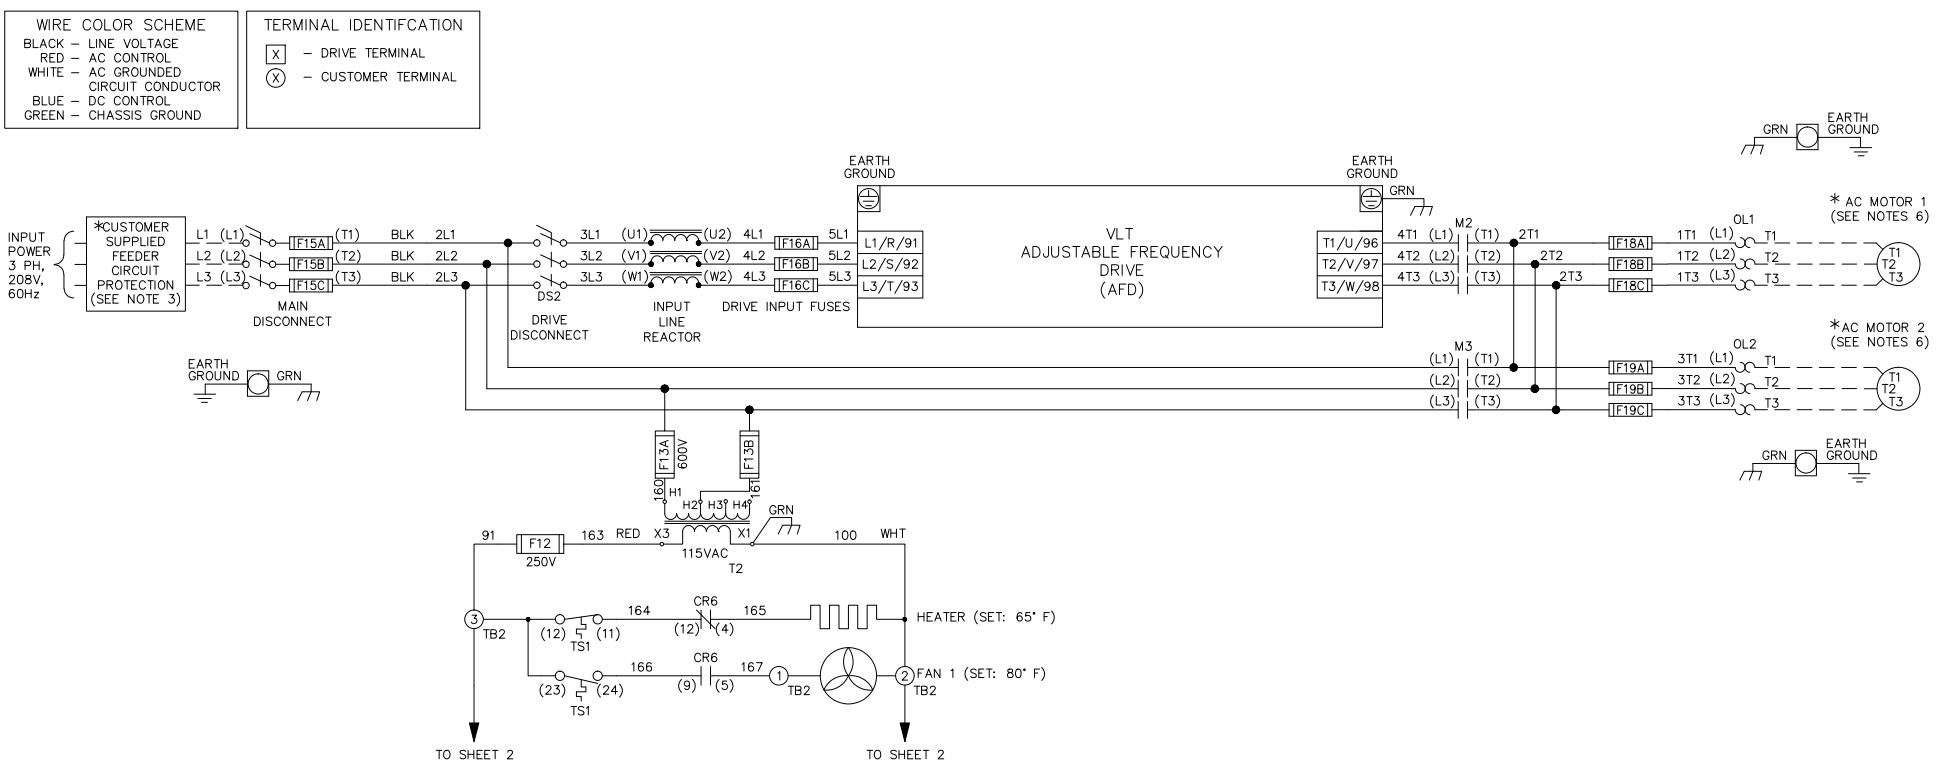 WIRE COLOR SCHEME
BLACK – LINE VOLTAGE
RED – AC CONTROL
WHITE – AC GROUNDED
CIRCUIT CONDUCTOR
BLUE – DC CONTROL
GREEN – CHASSIS GROUND
TERMINAL IDENTIFCATION
X – DRIVE TERMINAL
X – CUSTOMER TERMINAL
GRN
EARTH
GROUND
INPUT
POWER
3 PH,
208V,
60Hz
*CUSTOMER
SUPPLIED
FEEDER
CIRCUIT
PROTECTION
(SEE NOTE 3)
L1 (L1) F15A (T1) BLK 2L1
L2 (L2) F15B (T2) BLK 2L2
L3 (L3) F15C (T3) BLK 2L3
MAIN
DISCONNECT
3L1 (U1) (U2) 4L1 F16A 5L1
3L2 (V1) (V2) 4L2 F16B 5L2
3L3 (W1) (W2) 4L3 F16C 5L3
DS2
DRIVE
DISCONNECT
INPUT
LINE
REACTOR
DRIVE INPUT FUSES
EARTH
GROUND
L1/R/91
L2/S/92
L3/T/93
VLT
ADJUSTABLE FREQUENCY
DRIVE
(AFD)
EARTH
GROUND
GRN
T1/U/96
T2/V/97
T3/W/98
M2
4T1 (L1) (T1) 2T1 F18A 1T1 (L1) T1
4T2 (L2) (T2) 2T2 F18B 1T2 (L2) T2
4T3 (L3) (T3) 2T3 F18C 1T3 (L3) T3
OL1
* AC MOTOR 1
(SEE NOTES 6)
T1
T2
T3
M3
(L1) (T1) F19A 3T1 (L1) T1
(L2) (T2) F19B 3T2 (L2) T2
(L3) (T3) F19C 3T3 (L3) T3
OL2
*AC MOTOR 2
(SEE NOTES 6)
T1
T2
T3
EARTH
GROUND
GRN
GRN
EARTH
GROUND
F13A
600V
F13B
160
161
H1
H2
H3
H4
GRN
91 F12 163 RED X3 X1 100 WHT
250V
115VAC
T2
3
TB2
164 CR6 165
(12) (11) (12) (4)
TS1
HEATER (SET: 65° F)
166 CR6 167
(23) (24) (9) (5)
TS1
1
TB2
2
TB2
FAN 1 (SET: 80° F)
TO SHEET 2
TO SHEET 2